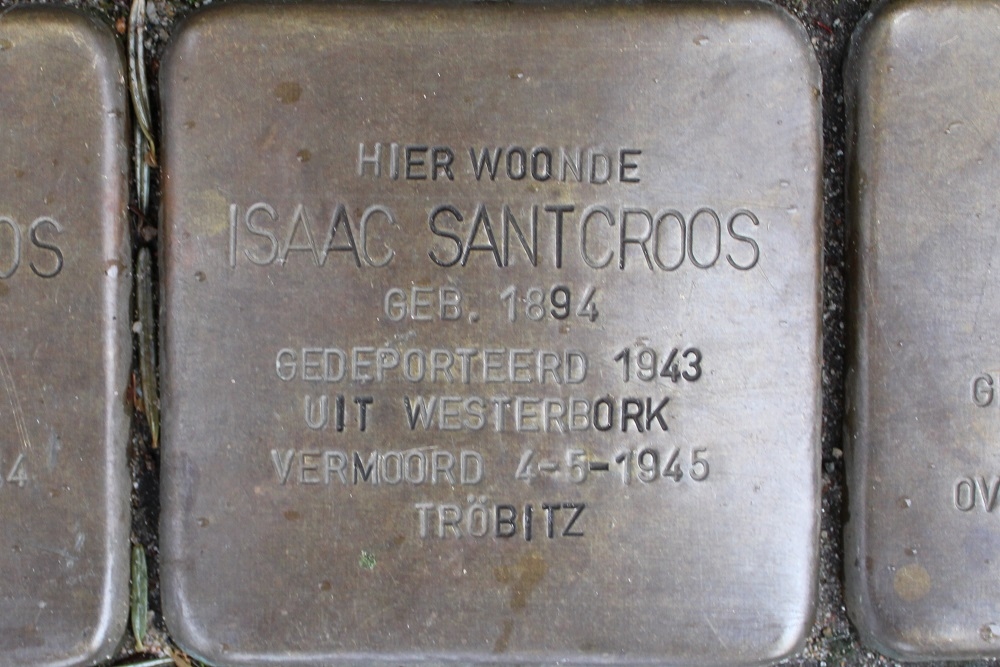 HIER WOONDE
ISAAC SANTCROOS
GEB. 1894
GEDEPORTEERD 1943
UIT WESTERBORK
VERMOORD 4-5-1945
TRÖBITZ